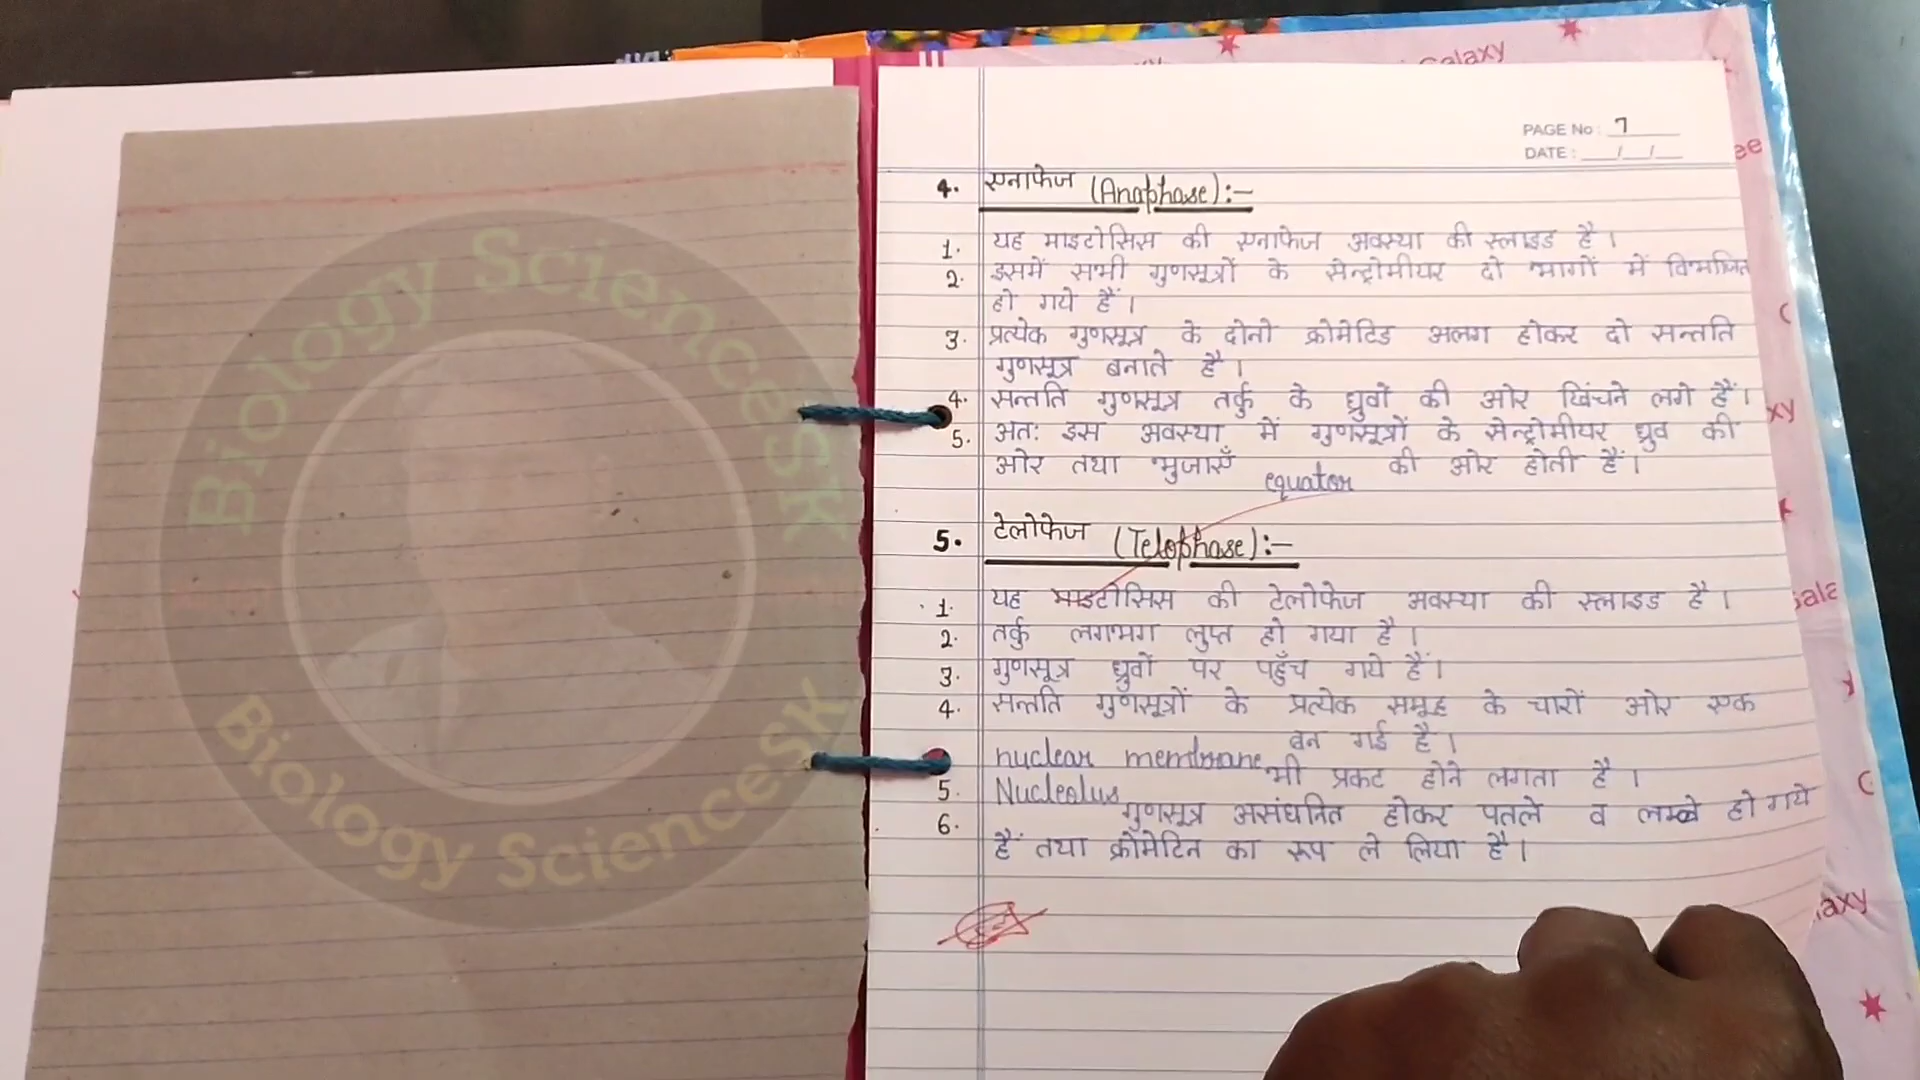 Galaxy
PAGE No: 7
DATE: __/__/__
4. एनाफेज (Anaphase):-
1. यह माइटोसिस की एनाफेज अवस्था की स्लाइड है।
2. इसमें सभी गुणसूत्रों के सेन्ट्रोमीयर दो भागों में विभाजित
हो गये हैं।
3. प्रत्येक गुणसूत्र के दोनो क्रोमेटिड अलग होकर दो सन्तति
गुणसूत्र बनाते है।
4. सन्तति गुणसूत्र तर्कु के ध्रुवों की ओर खिंचने लगे हैं।
5. अतः इस अवस्था में गुणसूत्रों के सेन्ट्रोमीयर ध्रुव की
ओर तथा भुजाएँ equator की ओर होती हैं।
5. टेलोफेज (Telophase):-
1. यह माइटोसिस की टेलोफेज अवस्था की स्लाइड है।
2. तर्कु लगभग लुप्त हो गया है।
3. गुणसूत्र ध्रुवों पर पहुँच गये हैं।
4. सन्तति गुणसूत्रों के प्रत्येक समूह के चारों ओर एक
nuclear membrane बन गई है।
5. Nucleolus भी प्रकट होने लगता है।
6. गुणसूत्र असंघनित होकर पतले व लम्बे हो गये
हैं तथा क्रोमेटिन का रूप ले लिया है।
Biology ScienceSK
Biology ScienceSK